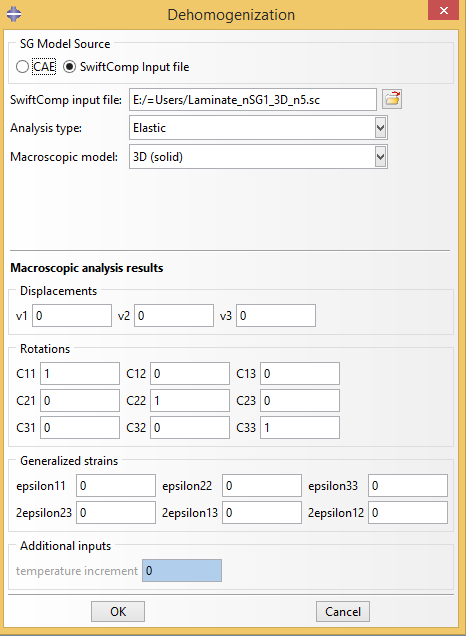 Dehomogenization
SG Model Source
CAE SwiftComp Input file
SwiftComp input file: E:/=Users/Laminate_nSG1_3D_n5.sc
Analysis type: Elastic
Macroscopic model: 3D (solid)
Macroscopic analysis results
Displacements
v1 0 v2 0 v3 0
Rotations
C11 1 C12 0 C13 0
C21 0 C22 1 C23 0
C31 0 C32 0 C33 1
Generalized strains
epsilon11 0 epsilon22 0 epsilon33 0
2epsilon23 0 2epsilon13 0 2epsilon12 0
Additional inputs
temperature increment 0
OK Cancel